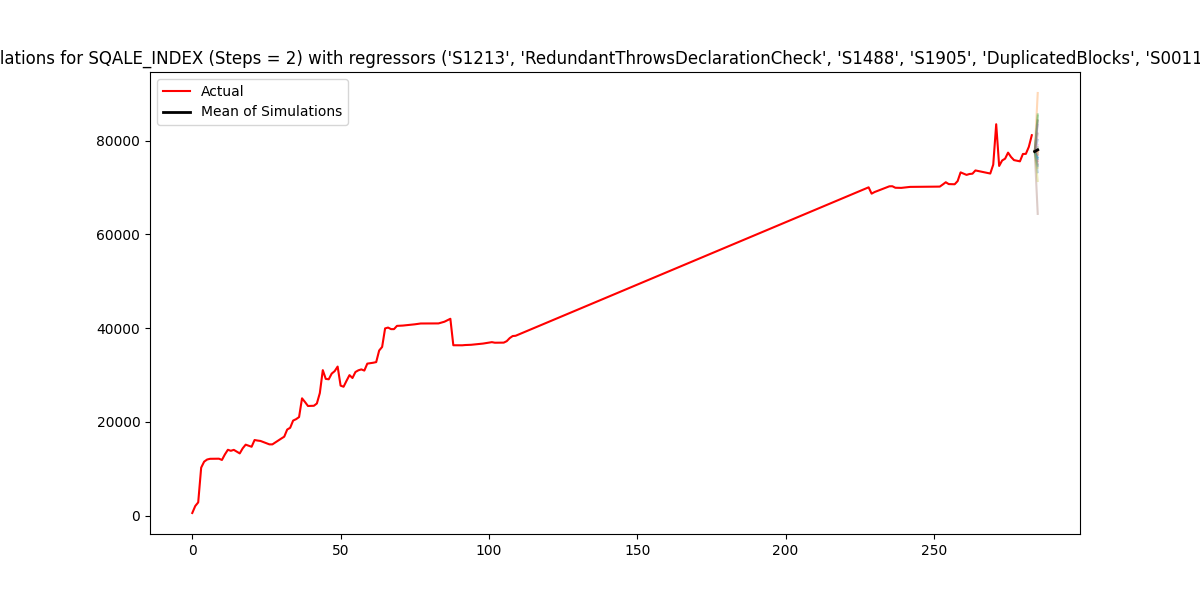 lations for SQALE_INDEX (Steps = 2) with regressors ('S1213', 'RedundantThrowsDeclarationCheck', 'S1488', 'S1905', 'DuplicatedBlocks', 'S0011
Actual
Mean of Simulations
80000
60000
40000
20000
0
0 50 100 150 200 250